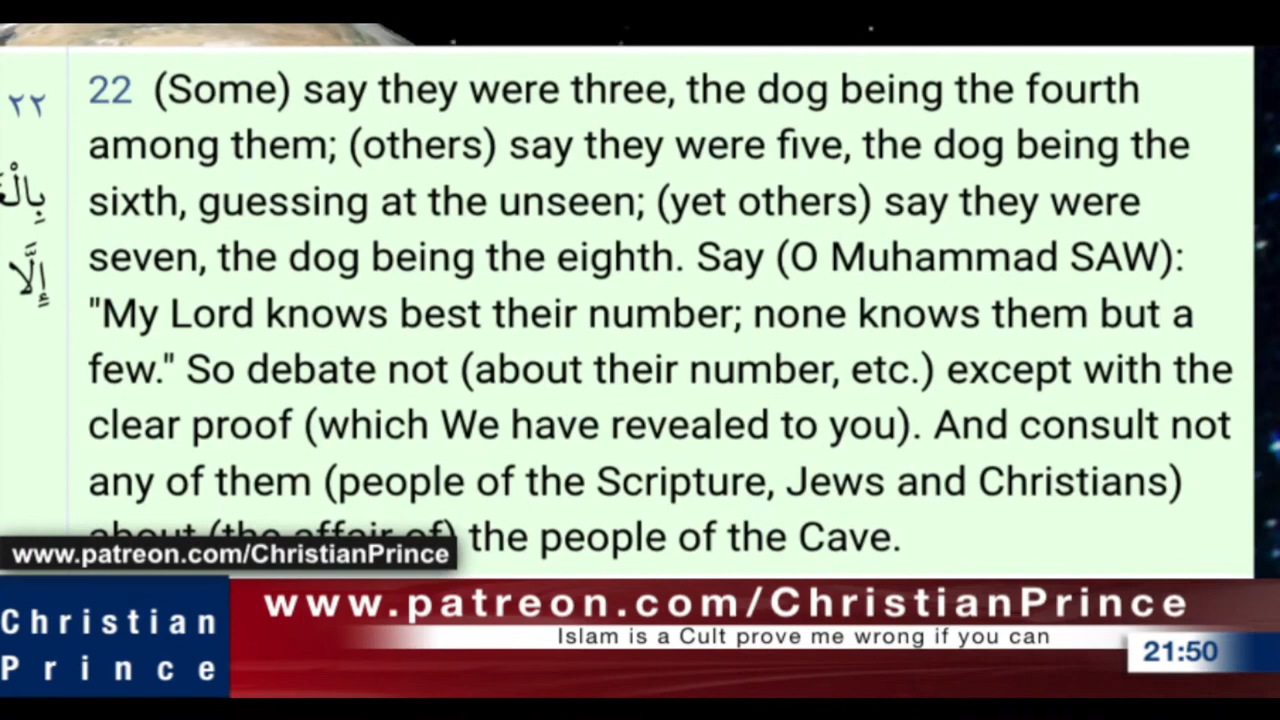 22 (Some) say they were three, the dog being the fourth
among them; (others) say they were five, the dog being the
sixth, guessing at the unseen; (yet others) say they were
seven, the dog being the eighth. Say (O Muhammad SAW):
"My Lord knows best their number; none knows them but a
few." So debate not (about their number, etc.) except with the
clear proof (which We have revealed to you). And consult not
any of them (people of the Scripture, Jews and Christians)
about (the affair of) the people of the Cave.
٢٢
إِلَّا
www.patreon.com/ChristianPrince
Christian
Prince
www.patreon.com/ChristianPrince
Islam is a Cult prove me wrong if you can
21:50